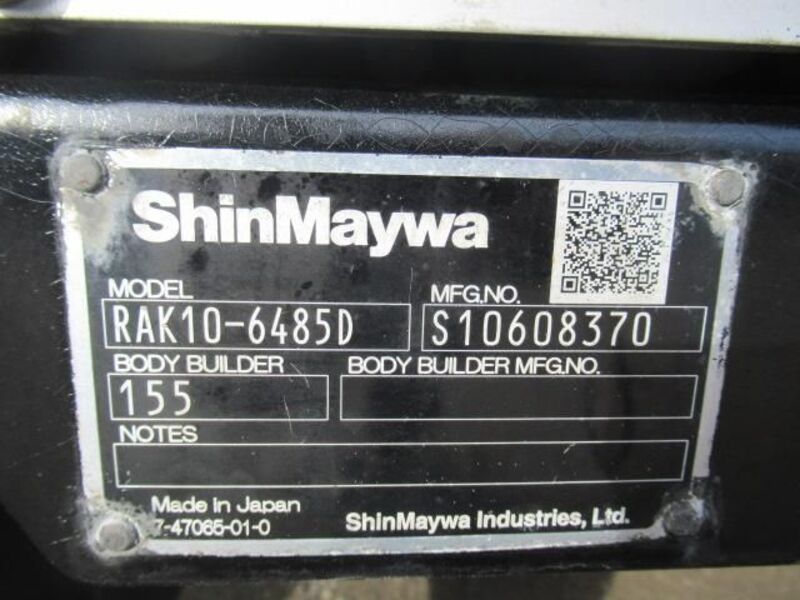 ShinMaywa
MODEL
MFG.NO.
RAK10-6485D
S10608370
BODY BUILDER
BODY BUILDER MFG.NO.
155
NOTES
Made in Japan
7-47065-01-0
ShinMaywa Industries, Ltd.